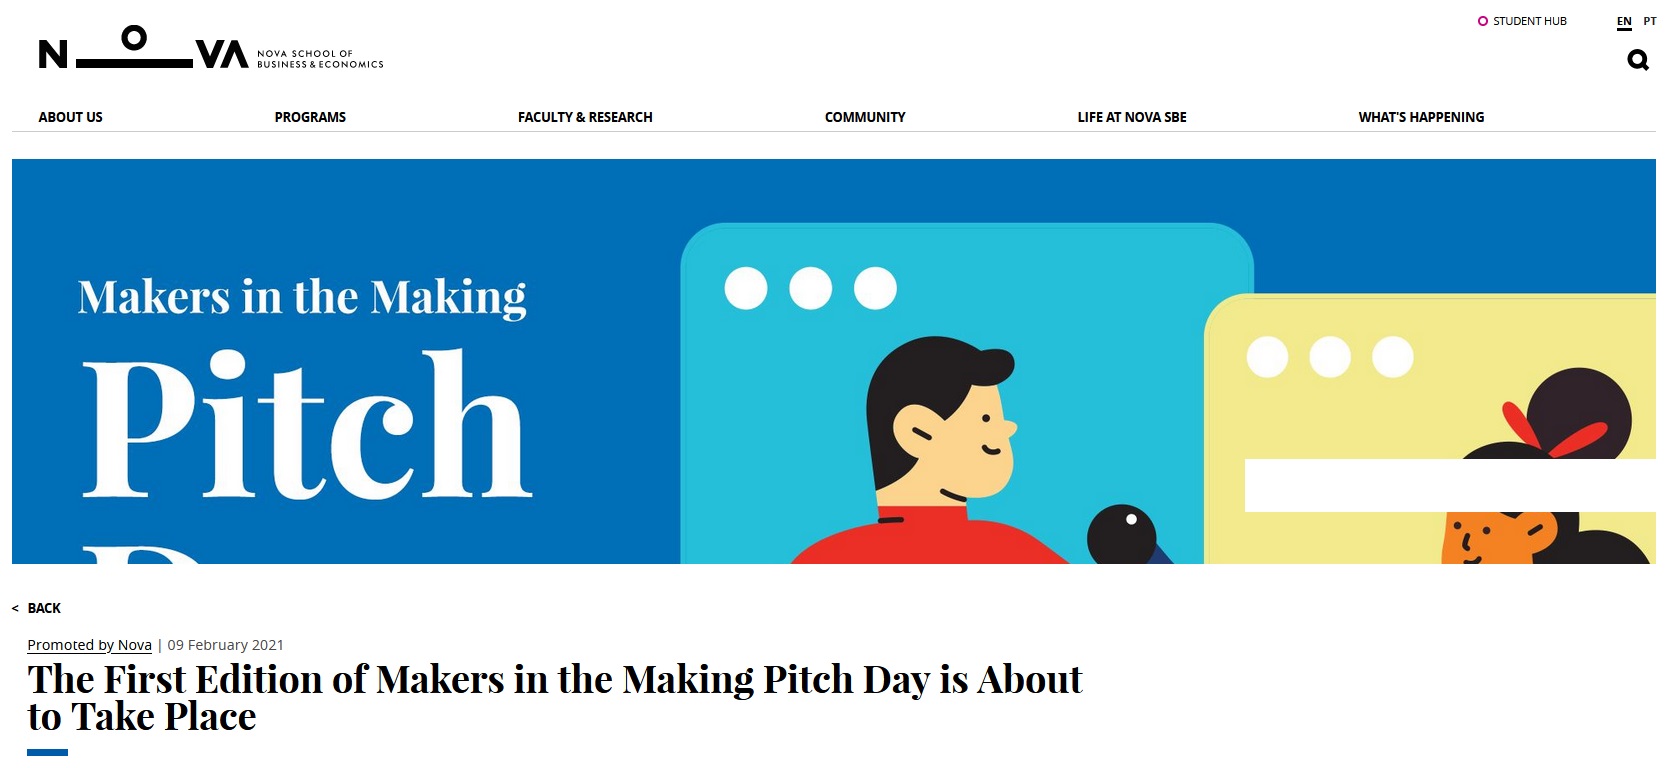 STUDENT HUB EN PT
NOVA NOVA SCHOOL OF
BUSINESS & ECONOMICS
ABOUT US PROGRAMS FACULTY & RESEARCH COMMUNITY LIFE AT NOVA SBE WHAT'S HAPPENING
Makers in the Making
Pitch
< BACK
Promoted by Nova | 09 February 2021
The First Edition of Makers in the Making Pitch Day is About
to Take Place